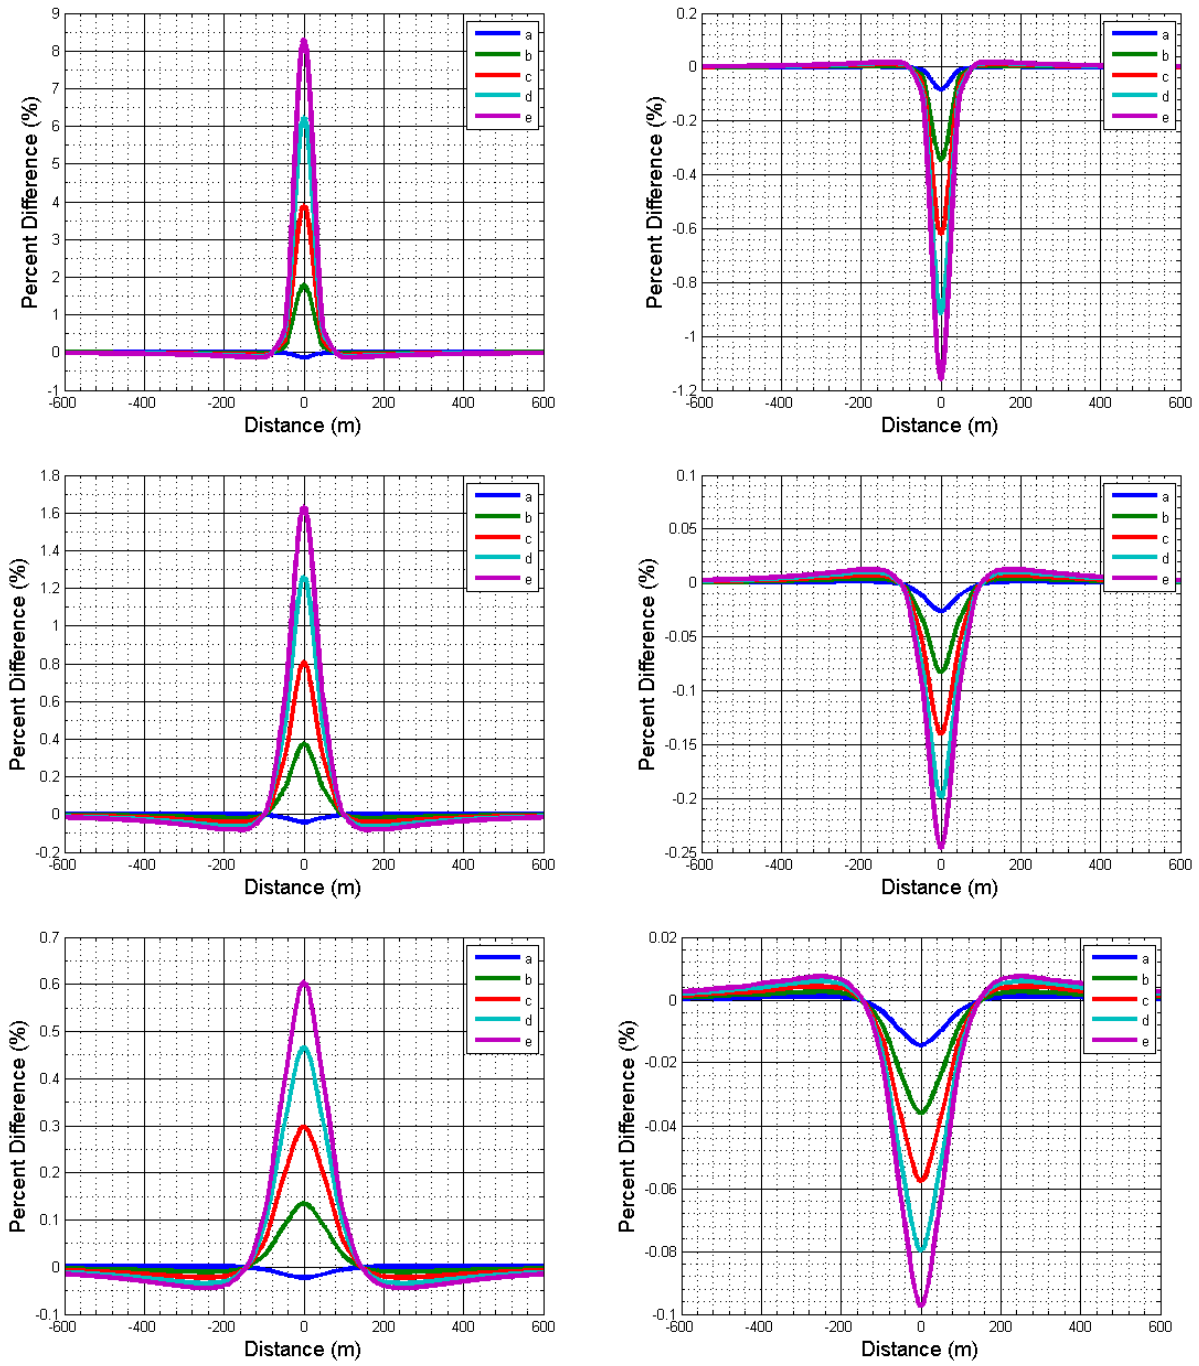 9
8
7
6
5
4
3
2
1
0
-1
-600 -400 -200 0 200 400 600
Distance (m)
Percent Difference (%)
a
b
c
d
e
0.2
0
-0.2
-0.4
-0.6
-0.8
-1
-1.2
-600 -400 -200 0 200 400 600
Distance (m)
Percent Difference (%)
a
b
c
d
e
1.8
1.6
1.4
1.2
1
0.8
0.6
0.4
0.2
0
-0.2
-600 -400 -200 0 200 400 600
Distance (m)
Percent Difference (%)
a
b
c
d
e
0.1
0.05
0
-0.05
-0.1
-0.15
-0.2
-0.25
-600 -400 -200 0 200 400 600
Distance (m)
Percent Difference (%)
a
b
c
d
e
0.7
0.6
0.5
0.4
0.3
0.2
0.1
0
-0.1
-600 -400 -200 0 200 400 600
Distance (m)
Percent Difference (%)
a
b
c
d
e
0.02
0
-0.02
-0.04
-0.06
-0.08
-0.1
-600 -400 -200 0 200 400 600
Distance (m)
Percent Difference (%)
a
b
c
d
e